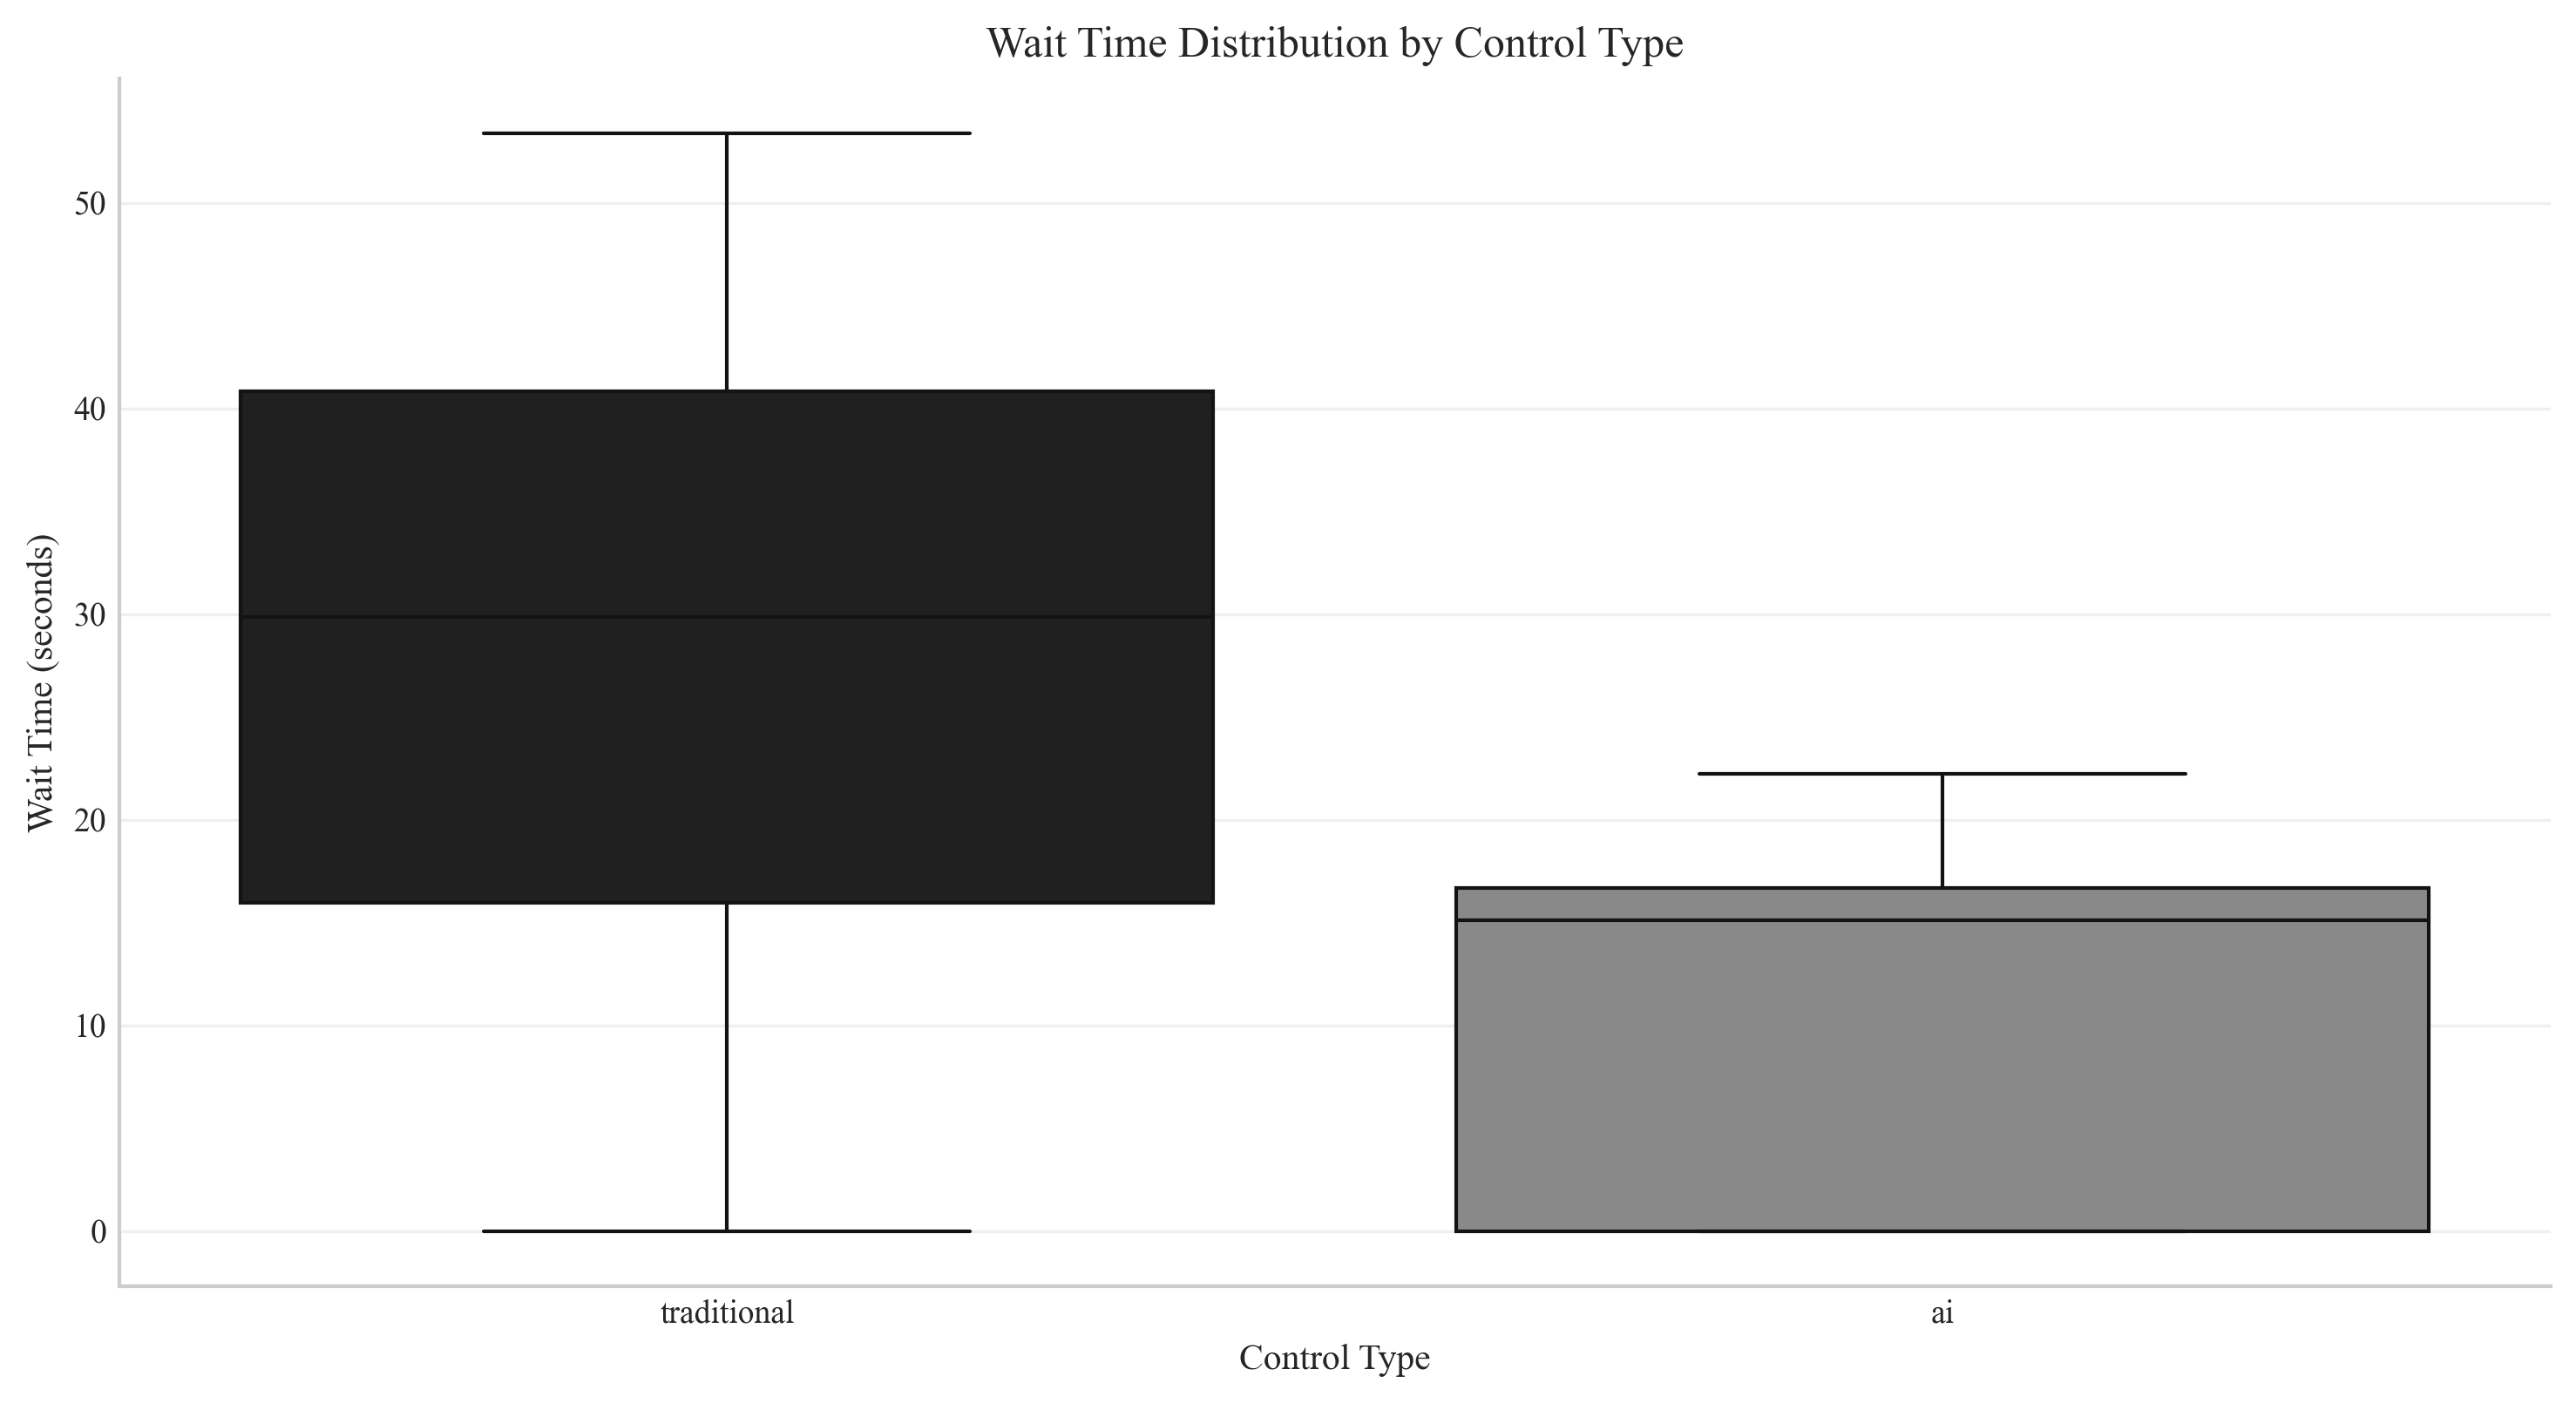 Wait Time Distribution by Control Type
Wait Time (seconds)
50
40
30
20
10
0
traditional
ai
Control Type